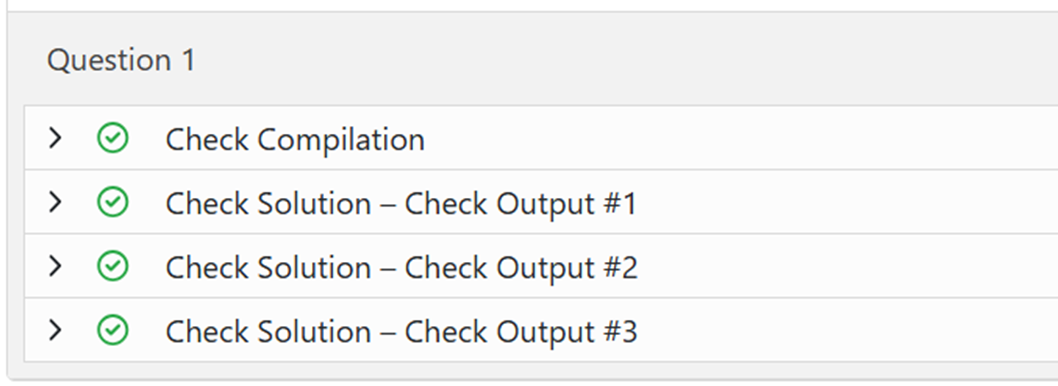 Question 1
Check Compilation
Check Solution – Check Output #1
Check Solution – Check Output #2
Check Solution – Check Output #3